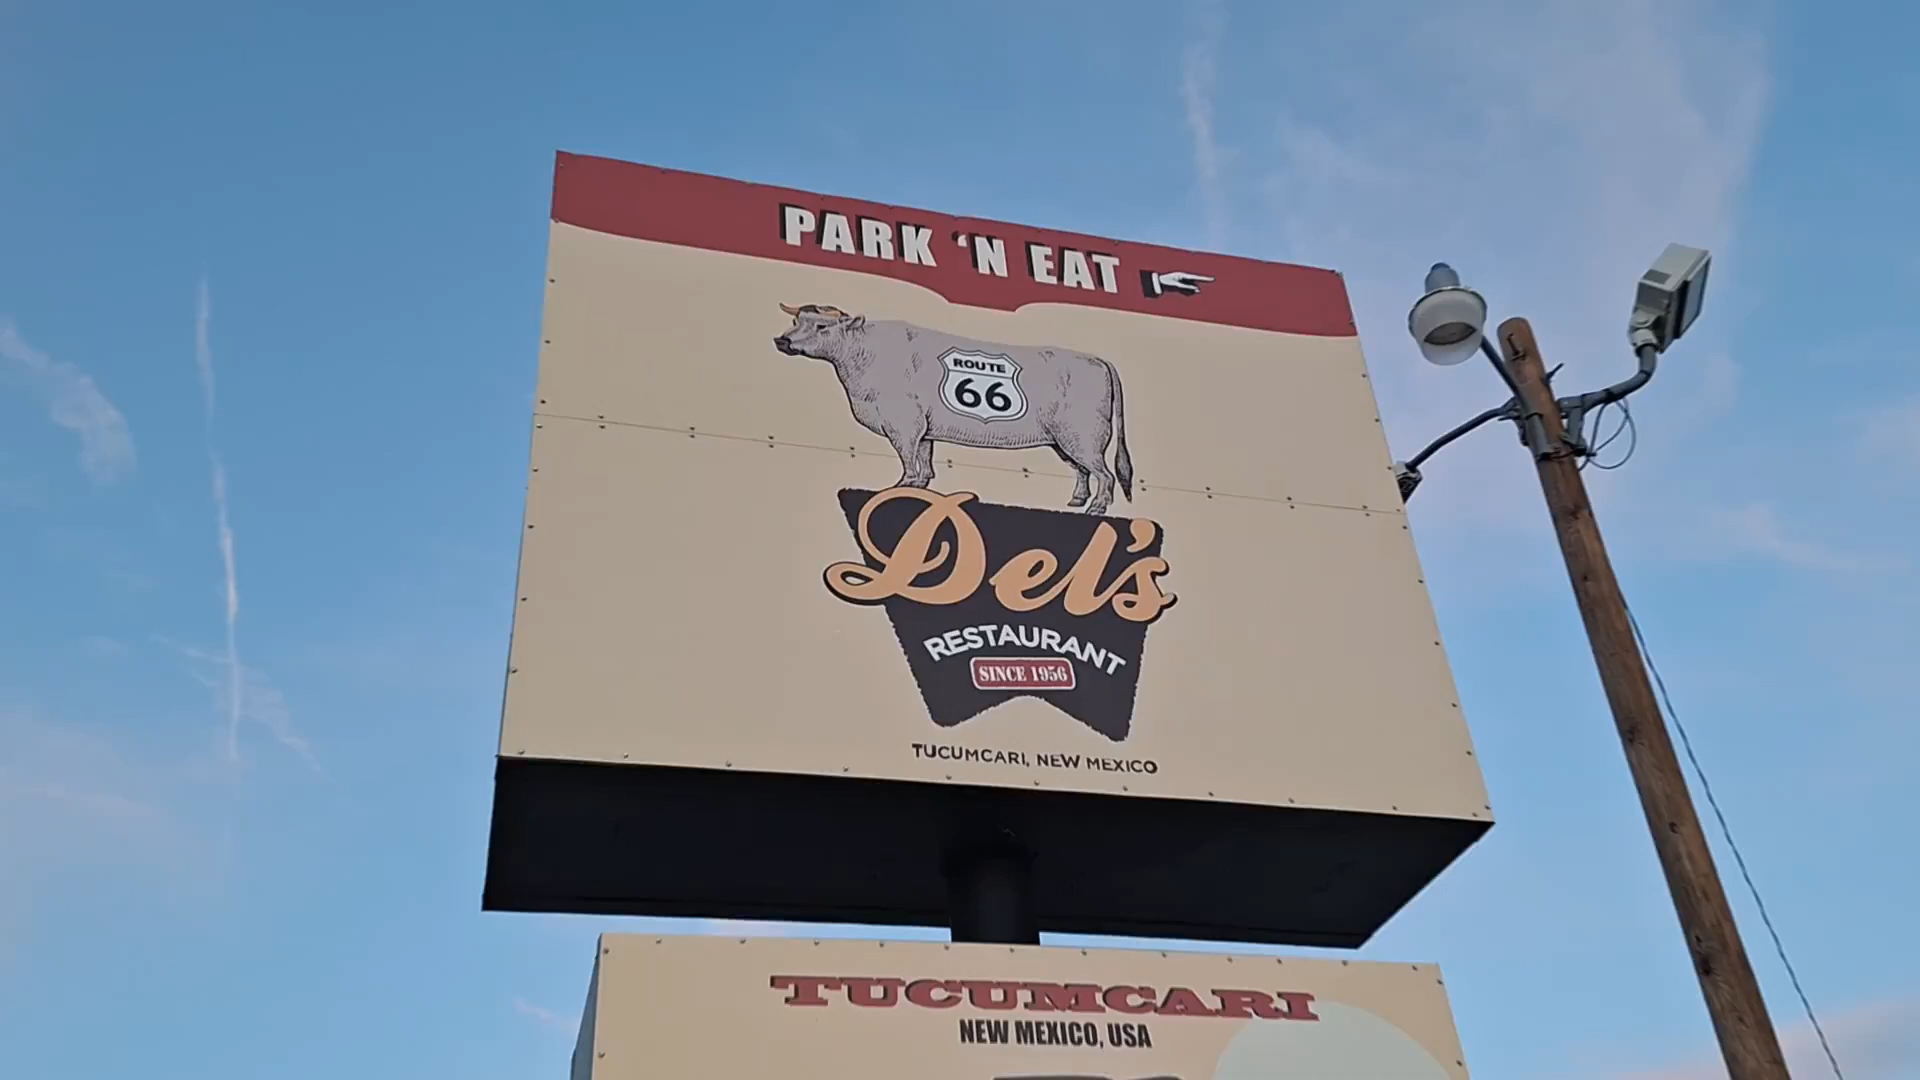 PARK 'N EAT
ROUTE
66
Del's
RESTAURANT
SINCE 1956
TUCUMCARI, NEW MEXICO
TUCUMCARI
NEW MEXICO, USA